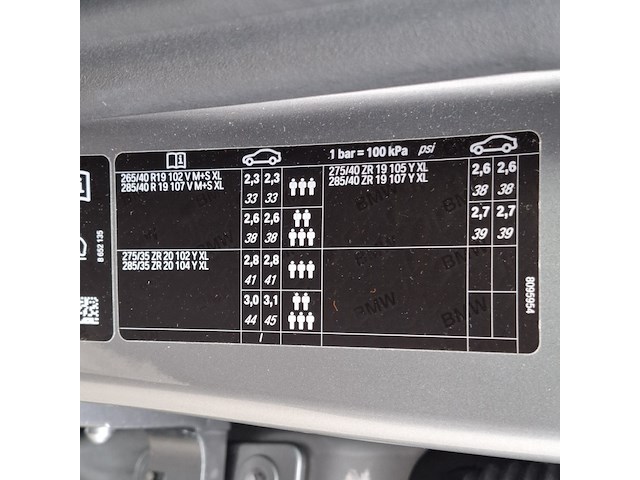 1 bar = 100 kPa psi
265/40 R19 102 V M+S XL 2,3 2,3 275/40 ZR 19 105 Y XL 2,6 2,6
285/40 R 19 107 V M+S XL 33 33 285/40 ZR 19 107 Y XL 38 38
2,6 2,6 2,7 2,7
38 38 39 39
275/35 ZR 20 102 Y XL 2,8 2,8
285/35 ZR 20 104 Y XL 41 41
3,0 3,1
44 45
8 652 135
8095954
BMW
BMW